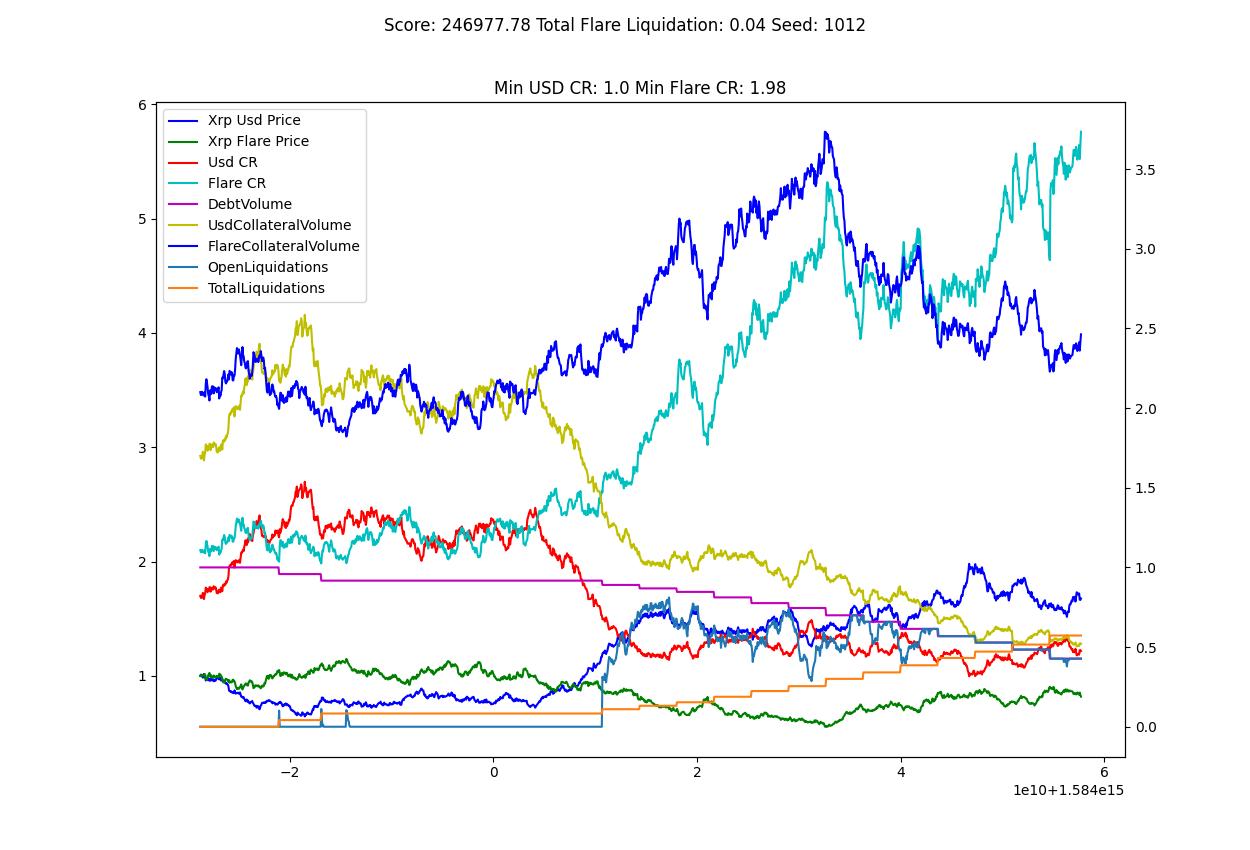 Score: 246977.78 Total Flare Liquidation: 0.04 Seed: 1012
Min USD CR: 1.0 Min Flare CR: 1.98
Xrp Usd Price
Xrp Flare Price
Usd CR
Flare CR
DebtVolume
UsdCollateralVolume
FlareCollateralVolume
OpenLiquidations
TotalLiquidations
6
5
4
3
2
1
3.5
3.0
2.5
2.0
1.5
1.0
0.5
0.0
−2
0
2
4
6
1e10+1.584e15